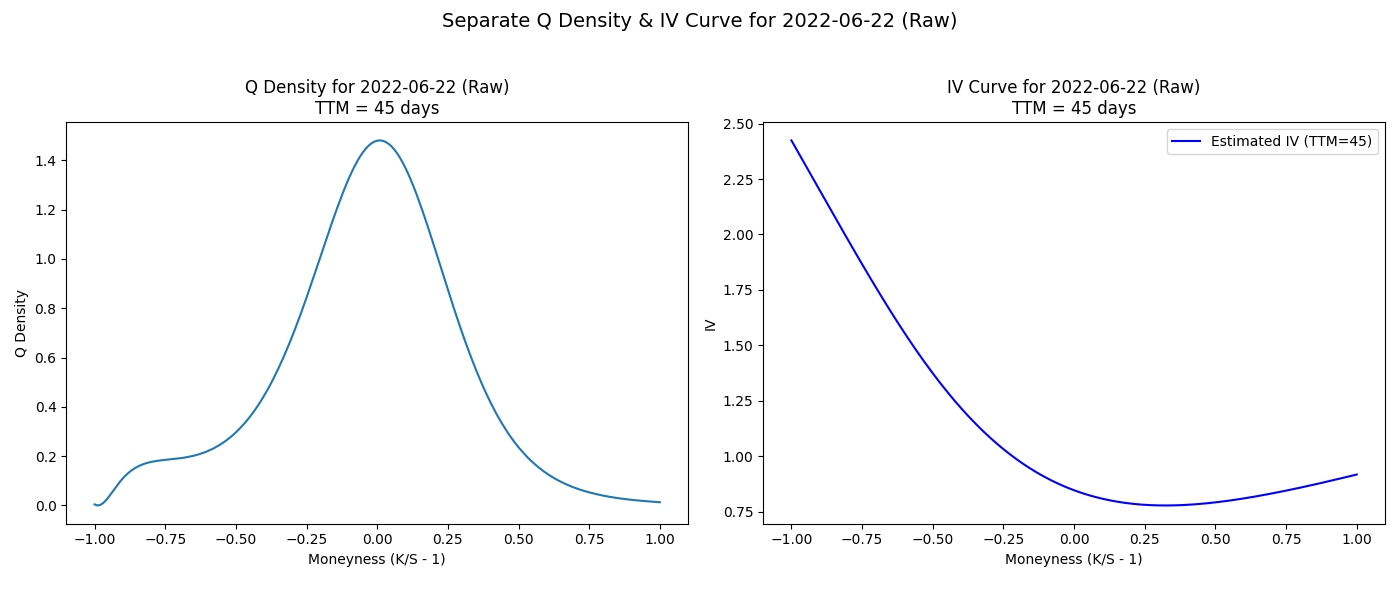 Separate Q Density & IV Curve for 2022-06-22 (Raw)
Q Density for 2022-06-22 (Raw)
TTM = 45 days
Q Density
1.4
1.2
1.0
0.8
0.6
0.4
0.2
0.0
−1.00 −0.75 −0.50 −0.25 0.00 0.25 0.50 0.75 1.00
Moneyness (K/S - 1)
IV Curve for 2022-06-22 (Raw)
TTM = 45 days
Estimated IV (TTM=45)
IV
2.50
2.25
2.00
1.75
1.50
1.25
1.00
0.75
−1.00 −0.75 −0.50 −0.25 0.00 0.25 0.50 0.75 1.00
Moneyness (K/S - 1)